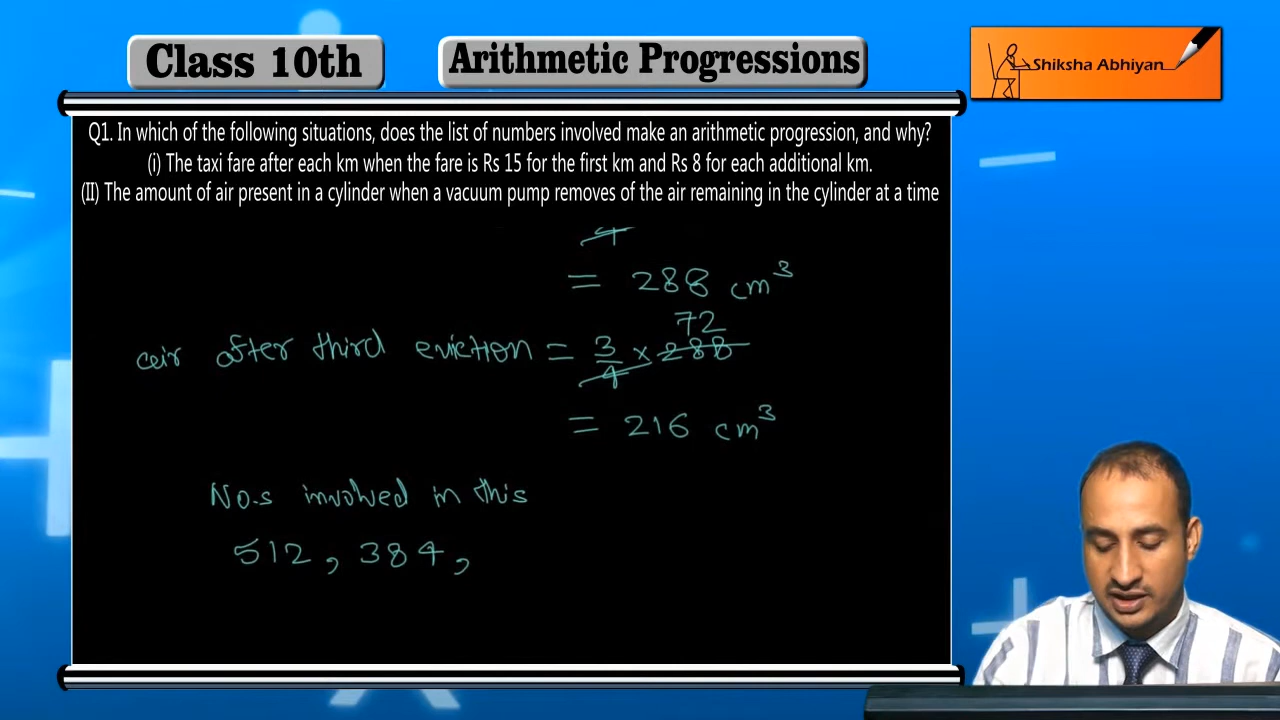 Class 10th
Arithmetic Progressions
Shiksha Abhiyan
Q1. In which of the following situations, does the list of numbers involved make an arithmetic progression, and why?
(i) The taxi fare after each km when the fare is Rs 15 for the first km and Rs 8 for each additional km.
(II) The amount of air present in a cylinder when a vacuum pump removes of the air remaining in the cylinder at a time
= 288 cm³
72
air after third eviction = 3/4 × 288
= 216 cm³
No.s involved in this
512, 384,